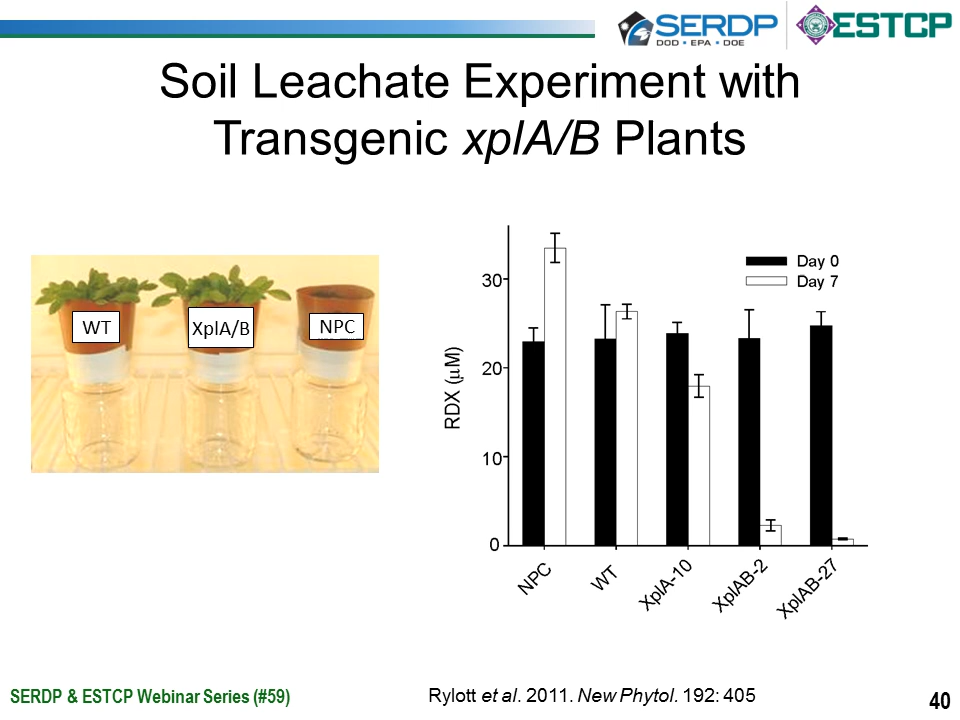 SERDP
DOD • EPA • DOE
ESTCP
Soil Leachate Experiment with
Transgenic xplA/B Plants
WT
XplA/B
NPC
Day 0
Day 7
RDX (µM)
30
20
10
0
NPC
WT
XplA-10
XplAB-2
XplAB-27
SERDP & ESTCP Webinar Series (#59)
Rylott et al. 2011. New Phytol. 192: 405
40